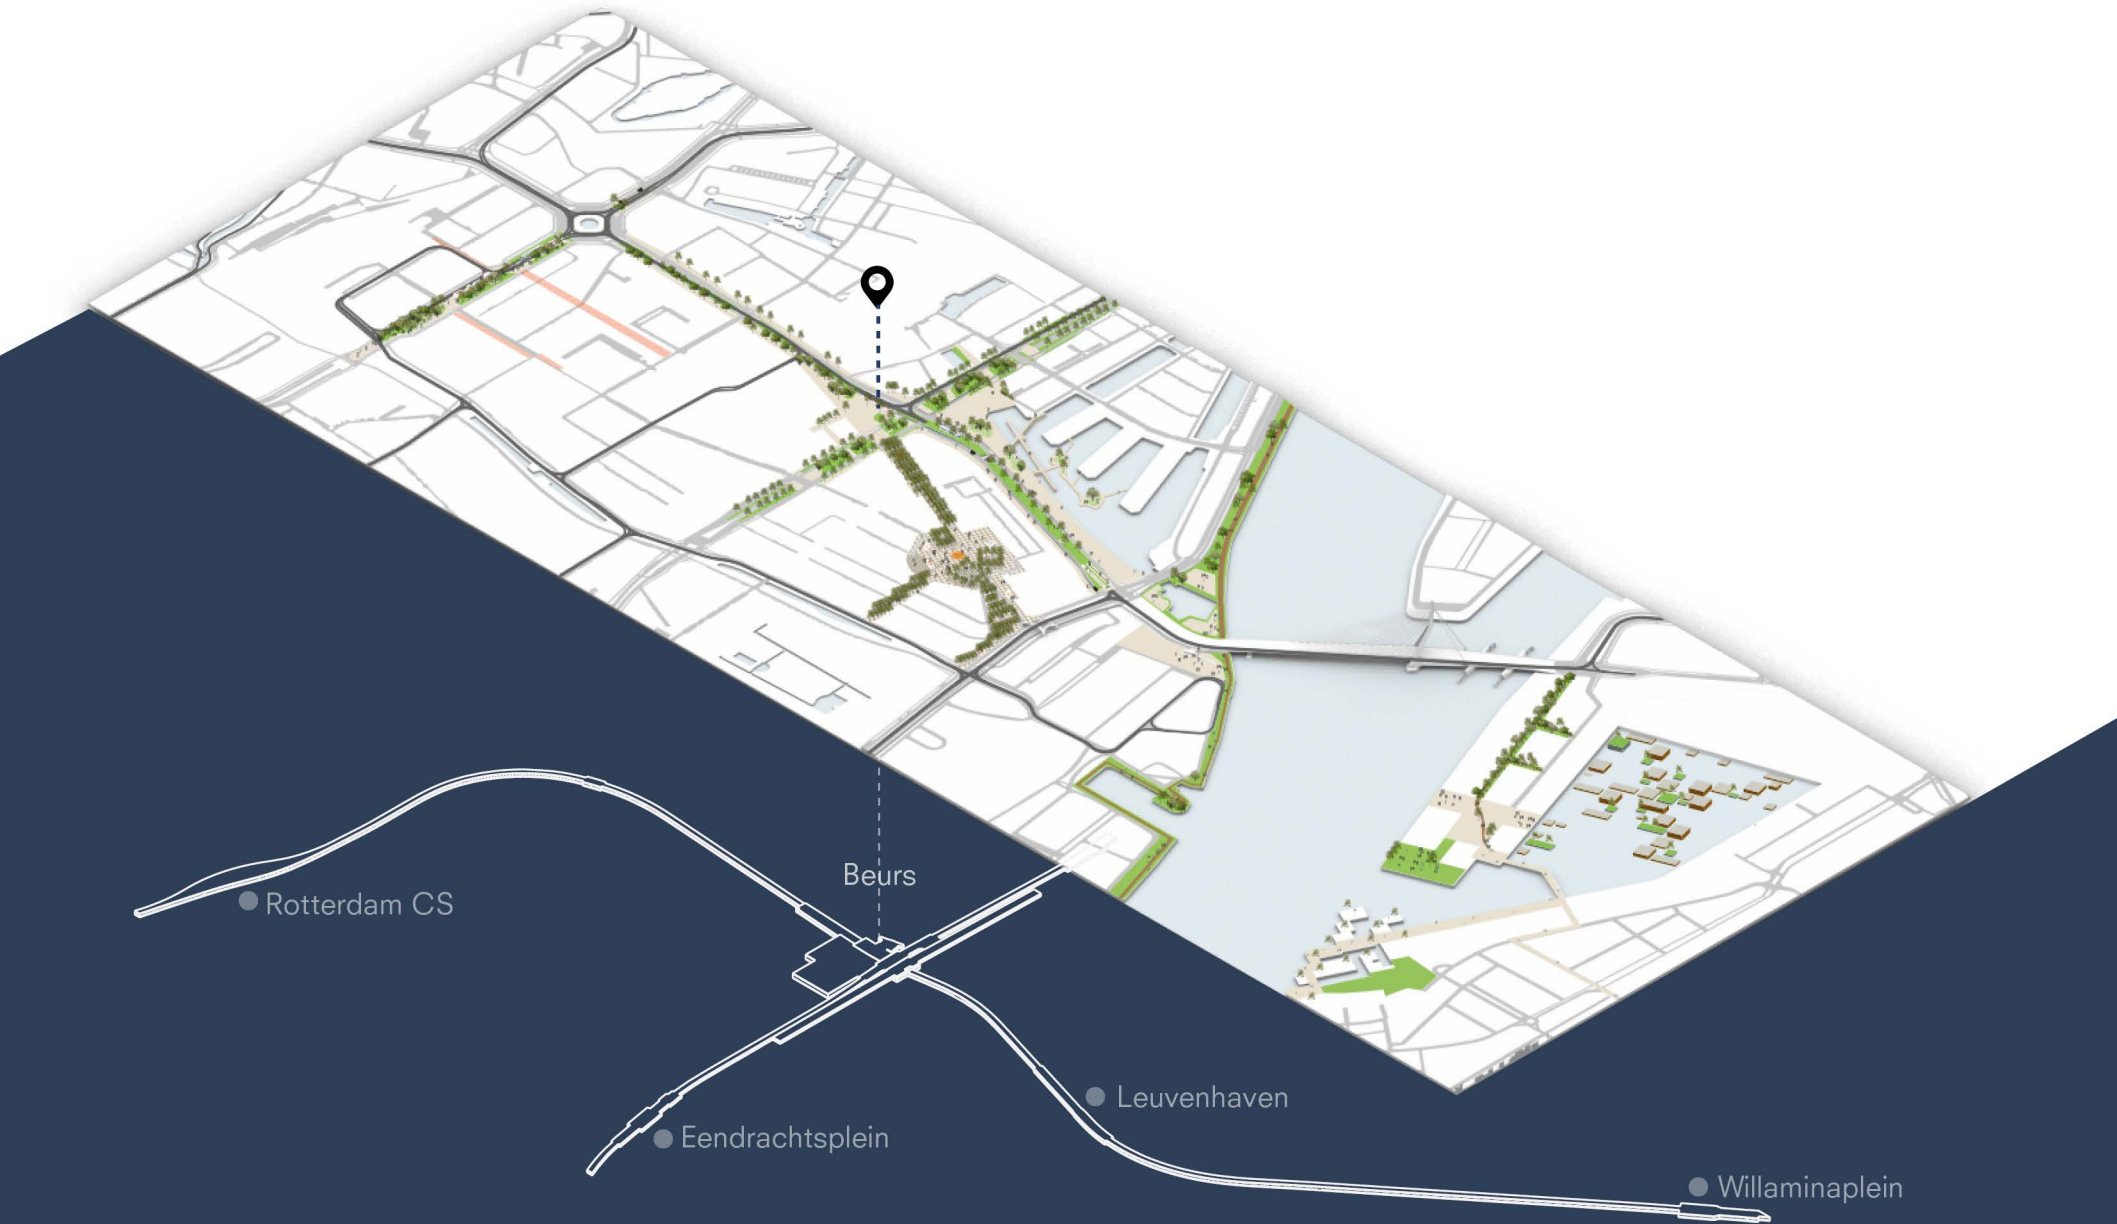 Beurs
Rotterdam CS
Leuvenhaven
Eendrachtsplein
Willaminaplein